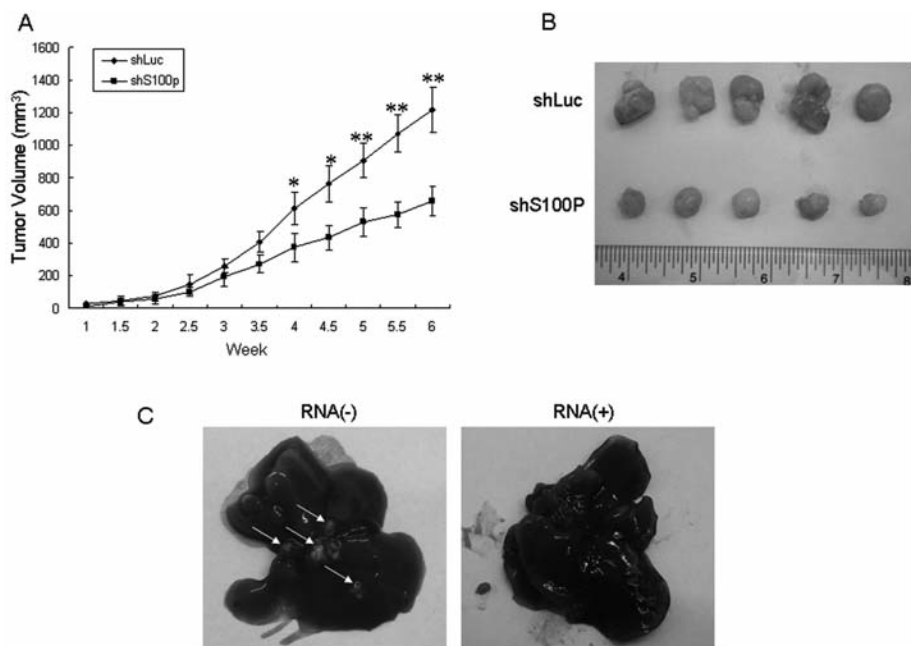 A
1600
1400
1200
1000
800
600
400
200
0
Tumor Volume (mm³)
shLuc
shS100p
*
*
**
**
**
1
1.5
2
2.5
3
3.5
4
4.5
5
5.5
6
Week
B
shLuc
shS100P
4
5
6
7
8
C
RNA(-)
RNA(+)